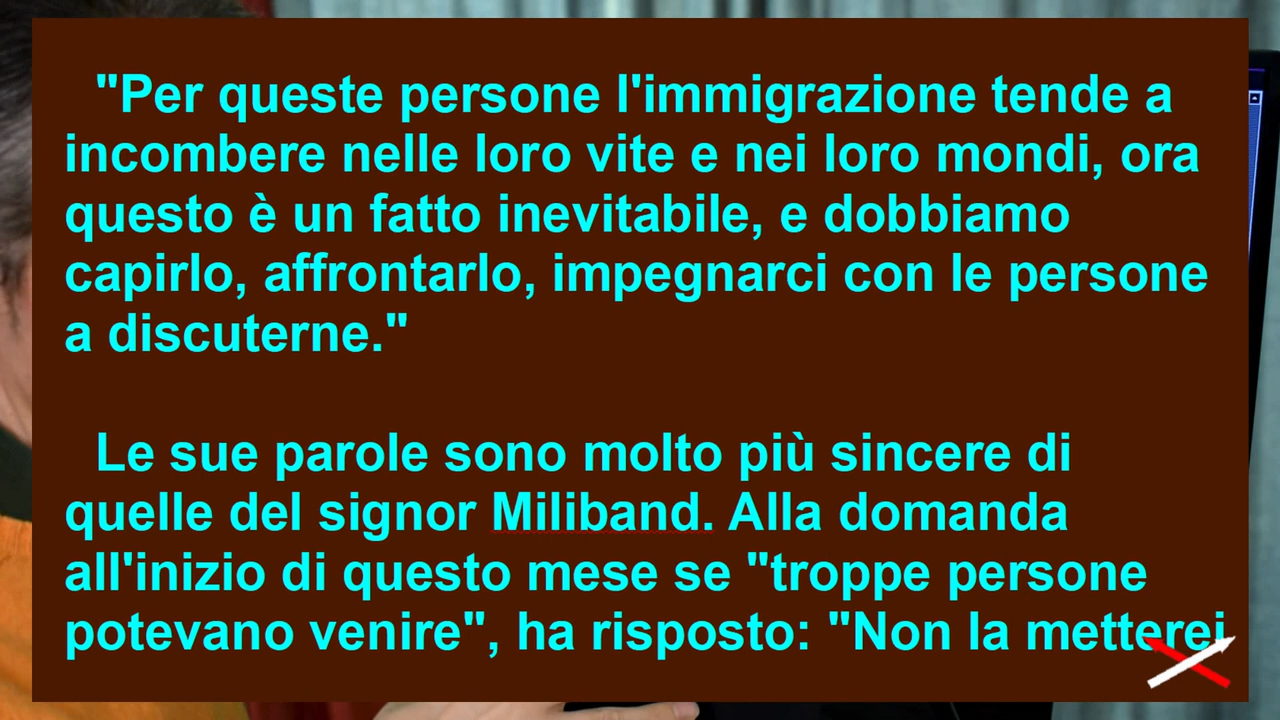 "Per queste persone l'immigrazione tende a
incombere nelle loro vite e nei loro mondi, ora
questo è un fatto inevitabile, e dobbiamo
capirlo, affrontarlo, impegnarci con le persone
a discuterne."
Le sue parole sono molto più sincere di
quelle del signor Miliband. Alla domanda
all'inizio di questo mese se "troppe persone
potevano venire", ha risposto: "Non la metterei